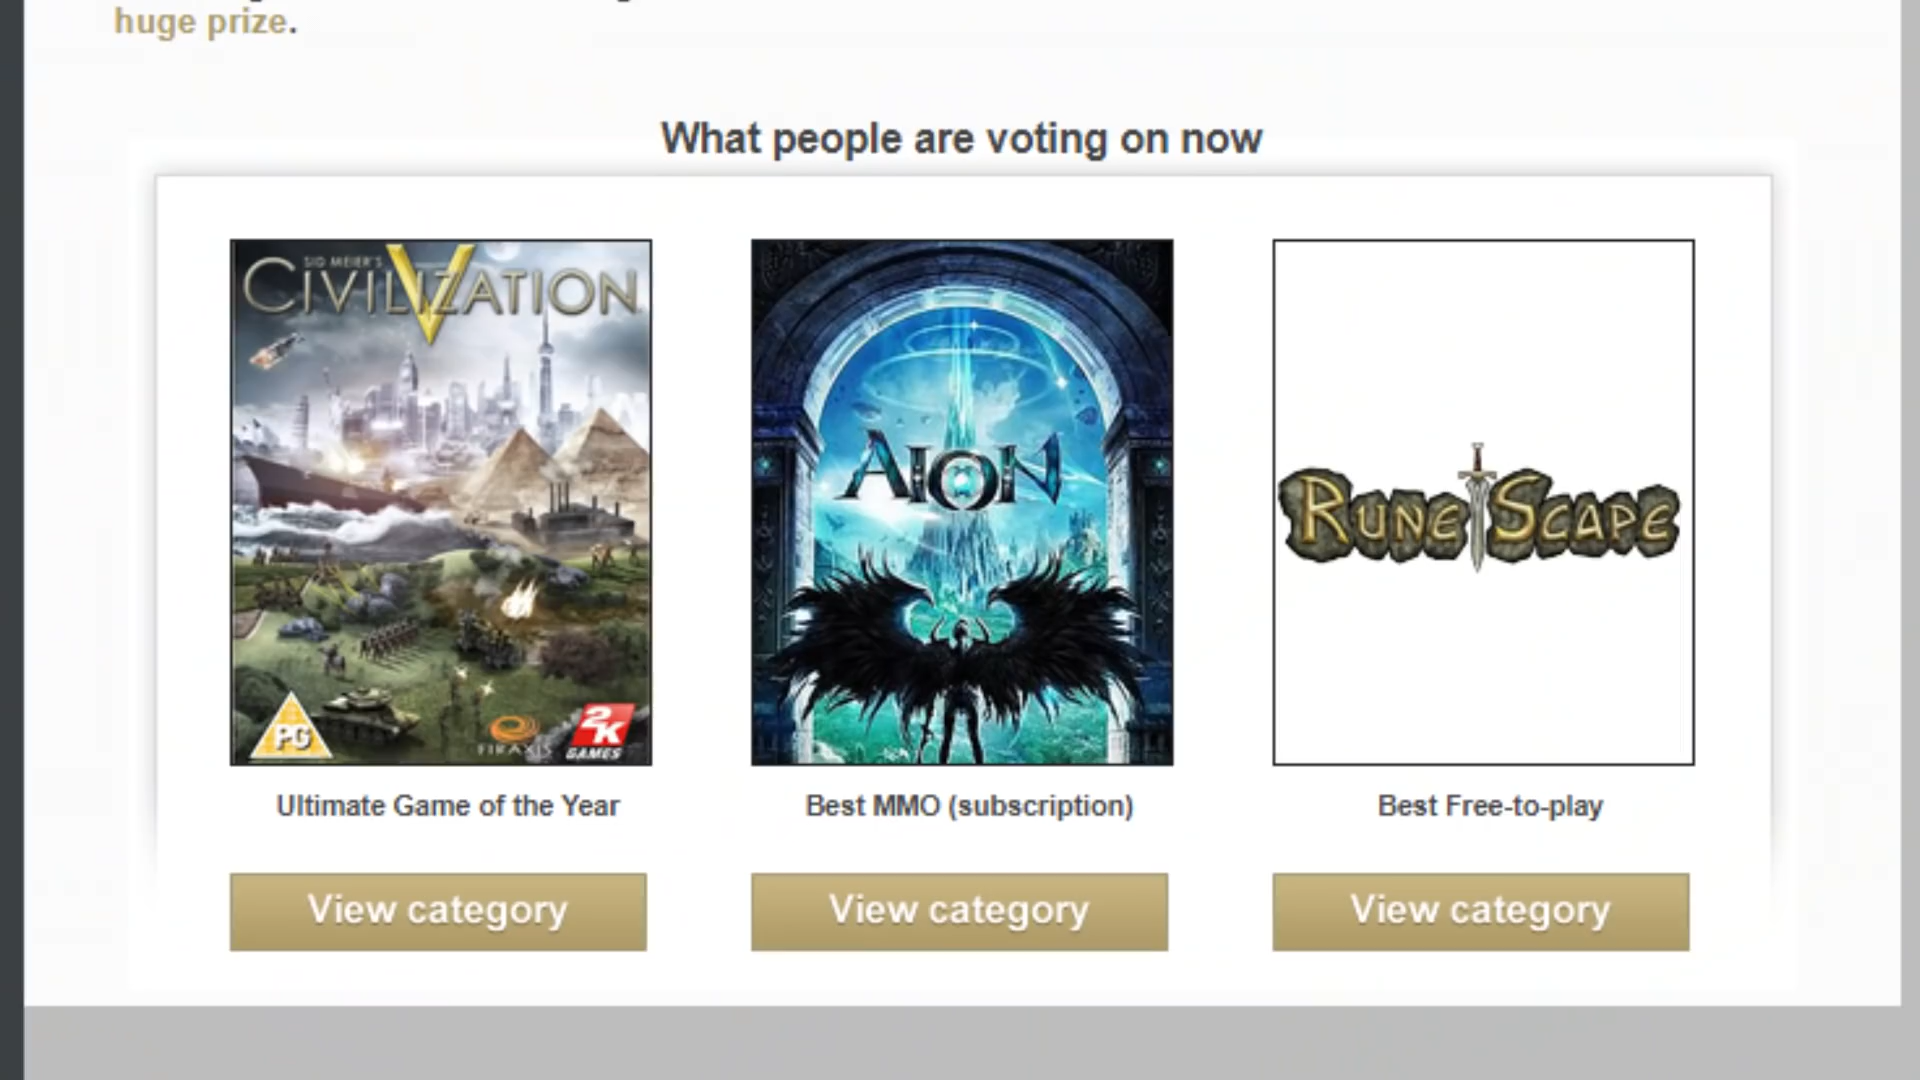 huge prize.
What people are voting on now
SID MEIER'S
CIVILIZATION
V
AION
RUNESCAPE
PG
FIRAXIS
2K
GAMES
Ultimate Game of the Year
Best MMO (subscription)
Best Free-to-play
View category
View category
View category